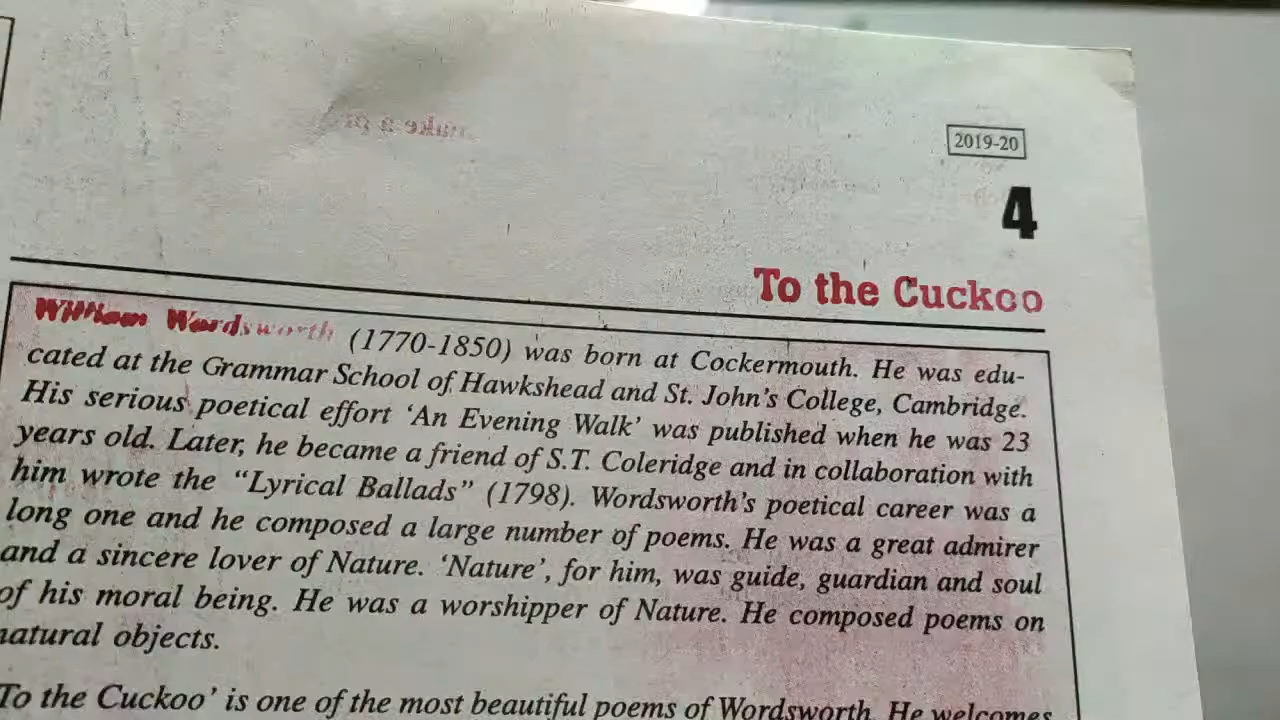 2019-20
4
To the Cuckoo
William Wordsworth (1770-1850) was born at Cockermouth. He was edu-
cated at the Grammar School of Hawkshead and St. John's College, Cambridge.
His serious poetical effort 'An Evening Walk' was published when he was 23
years old. Later, he became a friend of S.T. Coleridge and in collaboration with
him wrote the "Lyrical Ballads" (1798). Wordsworth's poetical career was a
long one and he composed a large number of poems. He was a great admirer
and a sincere lover of Nature. 'Nature', for him, was guide, guardian and soul
of his moral being. He was a worshipper of Nature. He composed poems on
natural objects.
To the Cuckoo' is one of the most beautiful poems of Wordsworth. He welcomes